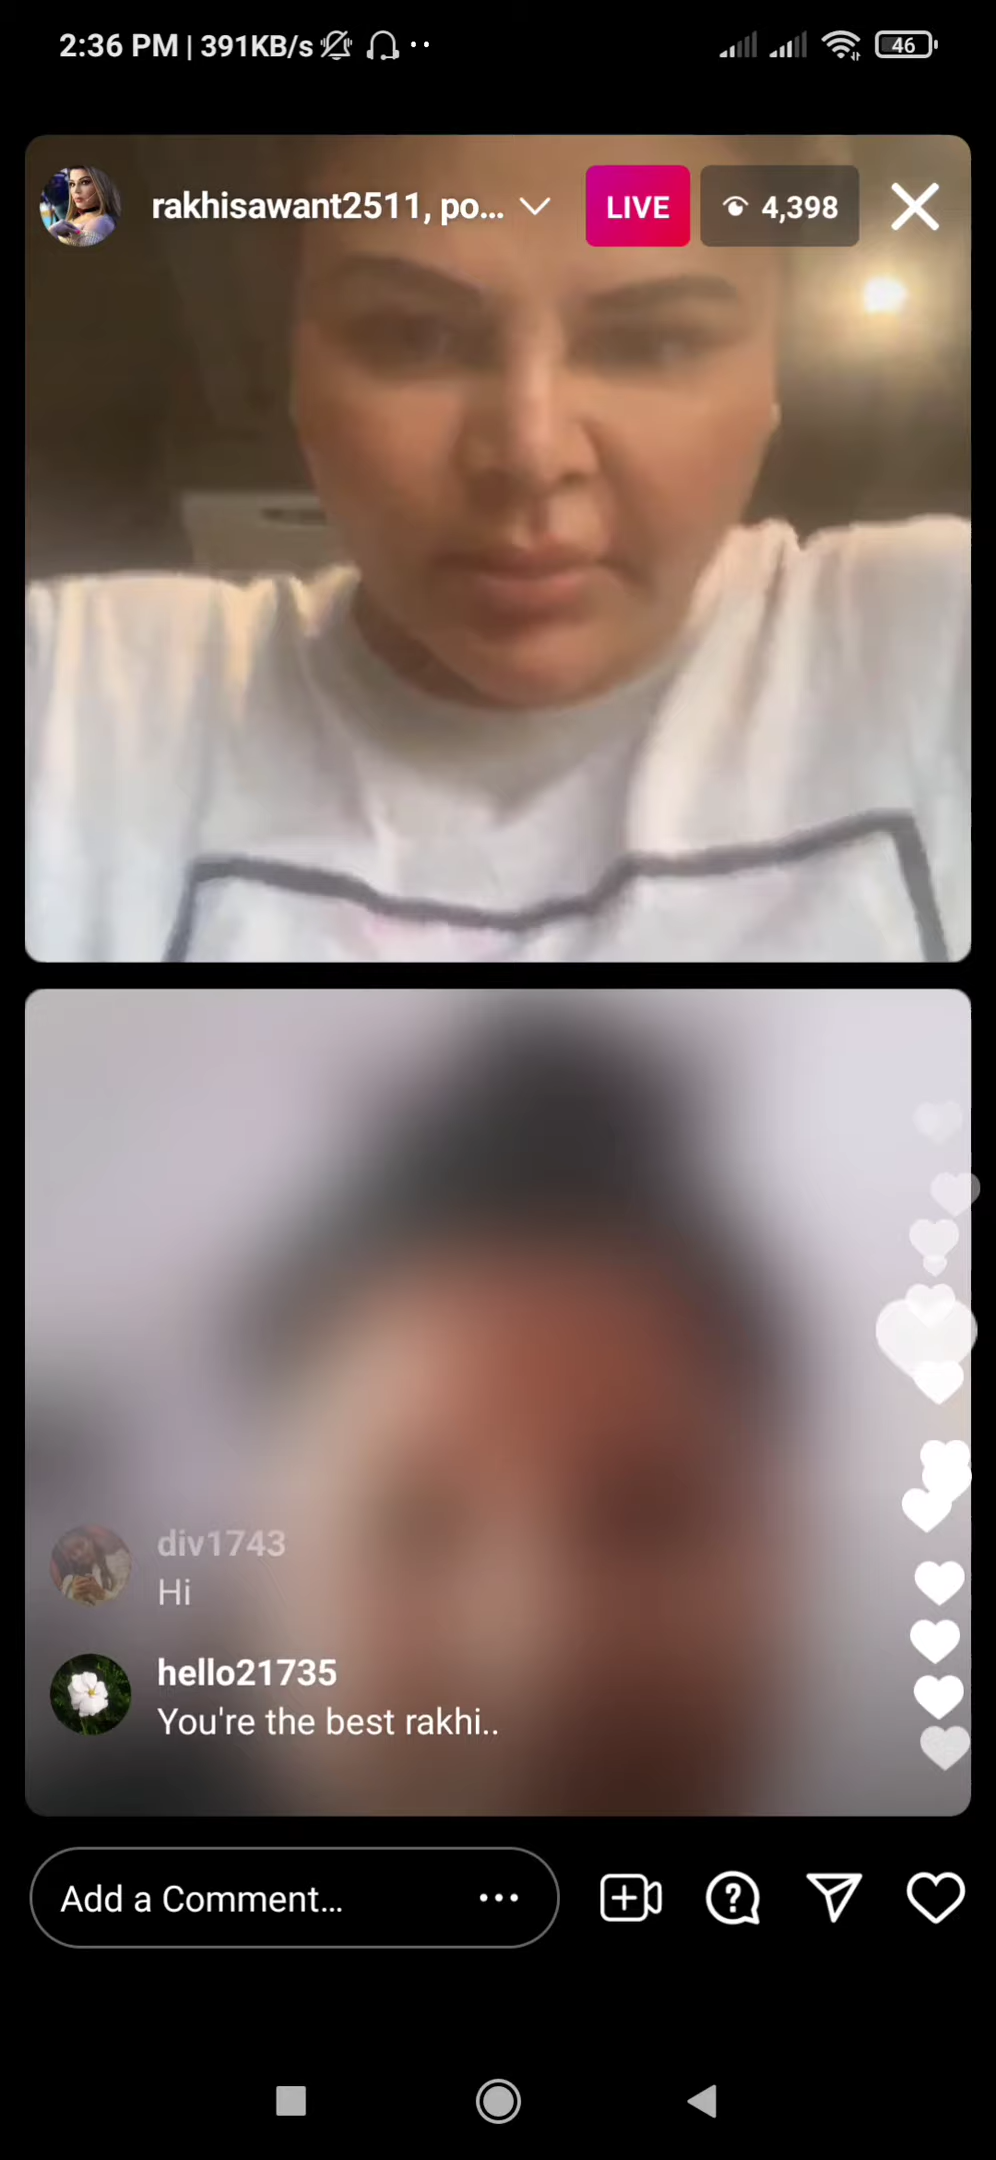 2:36 PM | 391KB/s
46
rakhisawant2511, po...
LIVE
4,398
div1743
Hi
hello21735
You're the best rakhi..
Add a Comment...